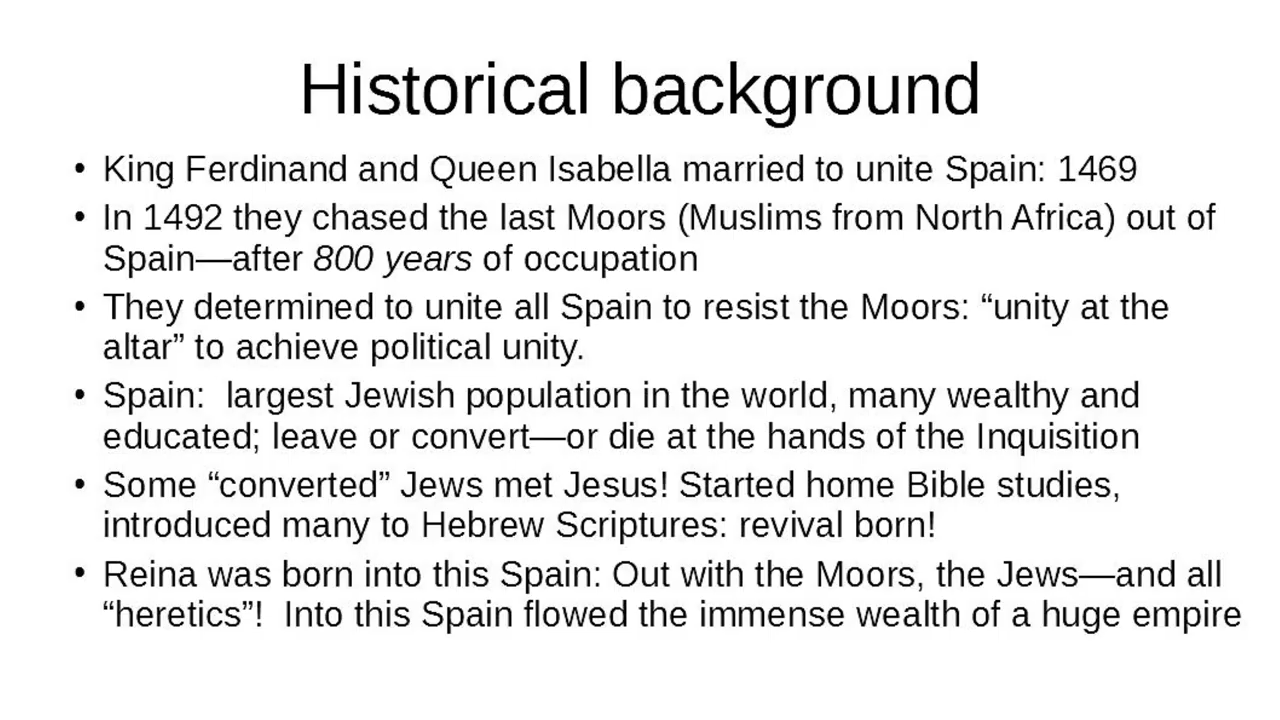 Historical background
• King Ferdinand and Queen Isabella married to unite Spain: 1469
• In 1492 they chased the last Moors (Muslims from North Africa) out of
Spain—after 800 years of occupation
• They determined to unite all Spain to resist the Moors: “unity at the
altar” to achieve political unity.
• Spain:  largest Jewish population in the world, many wealthy and
educated; leave or convert—or die at the hands of the Inquisition
• Some “converted” Jews met Jesus! Started home Bible studies,
introduced many to Hebrew Scriptures: revival born!
• Reina was born into this Spain: Out with the Moors, the Jews—and all
“heretics”!  Into this Spain flowed the immense wealth of a huge empire